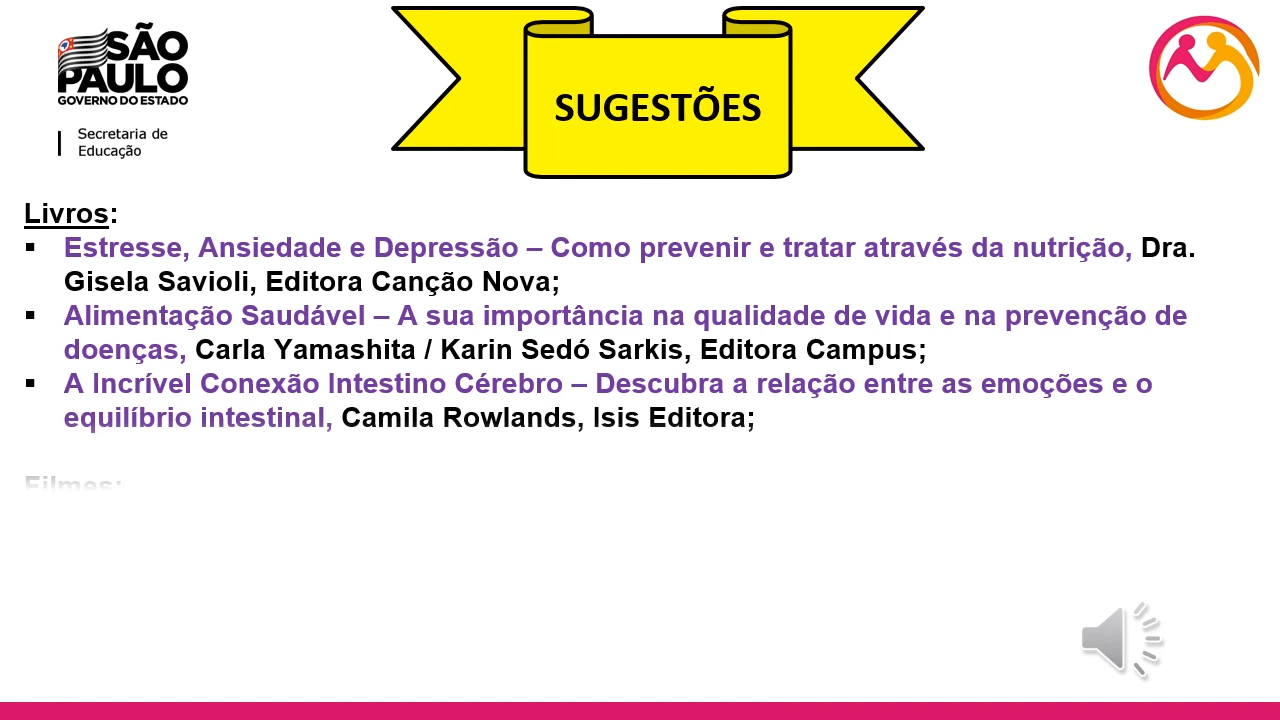 SÃO
PAULO
GOVERNO DO ESTADO
Secretaria de
Educação
SUGESTÕES
Livros:
▪ Estresse, Ansiedade e Depressão – Como prevenir e tratar através da nutrição, Dra.
Gisela Savioli, Editora Canção Nova;
▪ Alimentação Saudável – A sua importância na qualidade de vida e na prevenção de
doenças, Carla Yamashita / Karin Sedó Sarkis, Editora Campus;
▪ A Incrível Conexão Intestino Cérebro – Descubra a relação entre as emoções e o
equilíbrio intestinal, Camila Rowlands, Isis Editora;
Filmes: